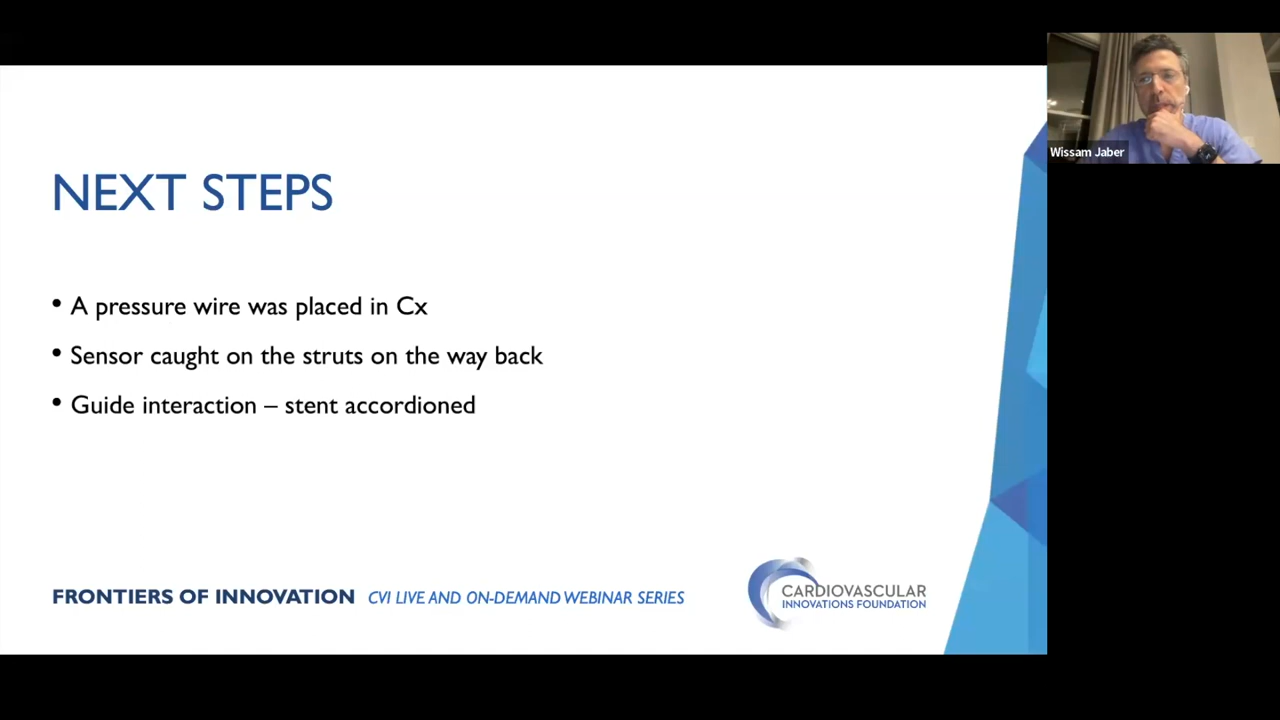 Wissam Jaber
NEXT STEPS
• A pressure wire was placed in Cx
• Sensor caught on the struts on the way back
• Guide interaction – stent accordioned
FRONTIERS OF INNOVATION CVI LIVE AND ON-DEMAND WEBINAR SERIES
CARDIOVASCULAR
INNOVATIONS FOUNDATION